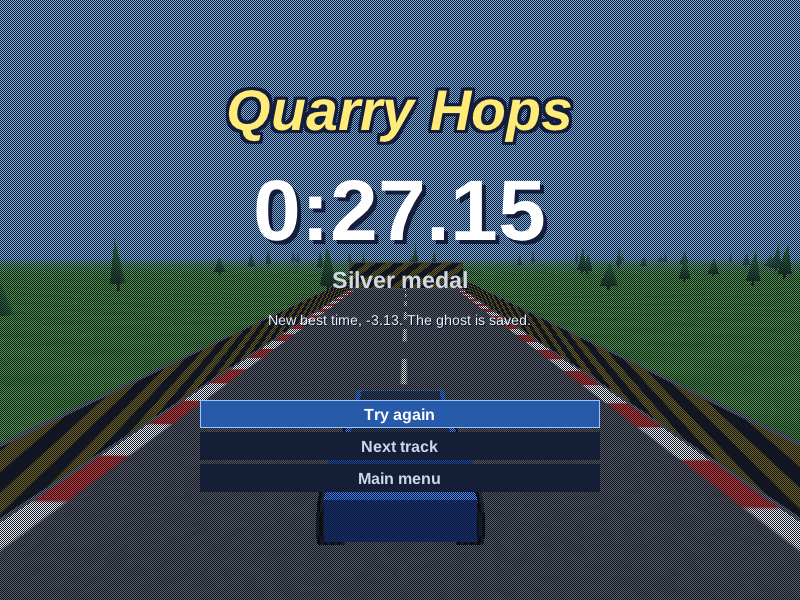 Quarry Hops
0:27.15
Silver medal
New best time, -3.13. The ghost is saved.
Try again
Next track
Main menu